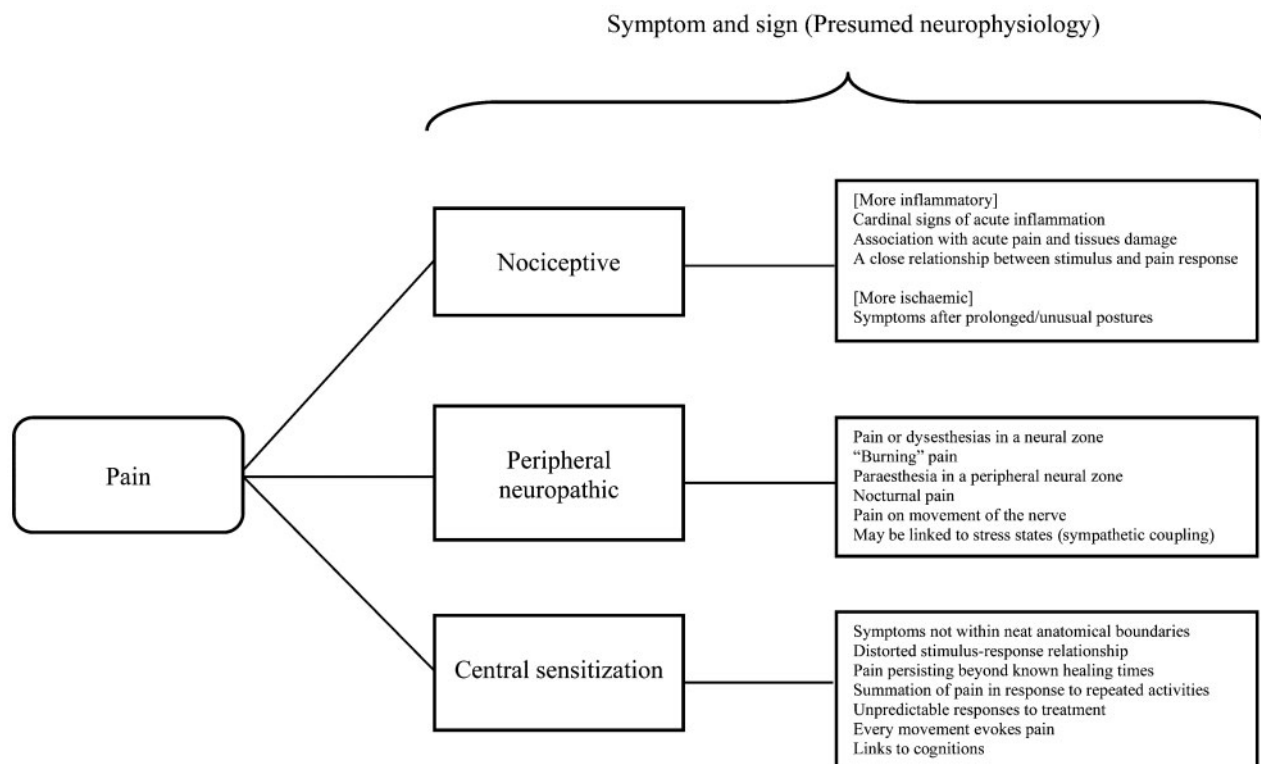 Symptom and sign (Presumed neurophysiology)
Pain
Nociceptive
[More inflammatory]
Cardinal signs of acute inflammation
Association with acute pain and tissues damage
A close relationship between stimulus and pain response
[More ischaemic]
Symptoms after prolonged/unusual postures
Peripheral
neuropathic
Pain or dysesthesias in a neural zone
“Burning” pain
Paraesthesia in a peripheral neural zone
Nocturnal pain
Pain on movement of the nerve
May be linked to stress states (sympathetic coupling)
Central sensitization
Symptoms not within neat anatomical boundaries
Distorted stimulus-response relationship
Pain persisting beyond known healing times
Summation of pain in response to repeated activities
Unpredictable responses to treatment
Every movement evokes pain
Links to cognitions